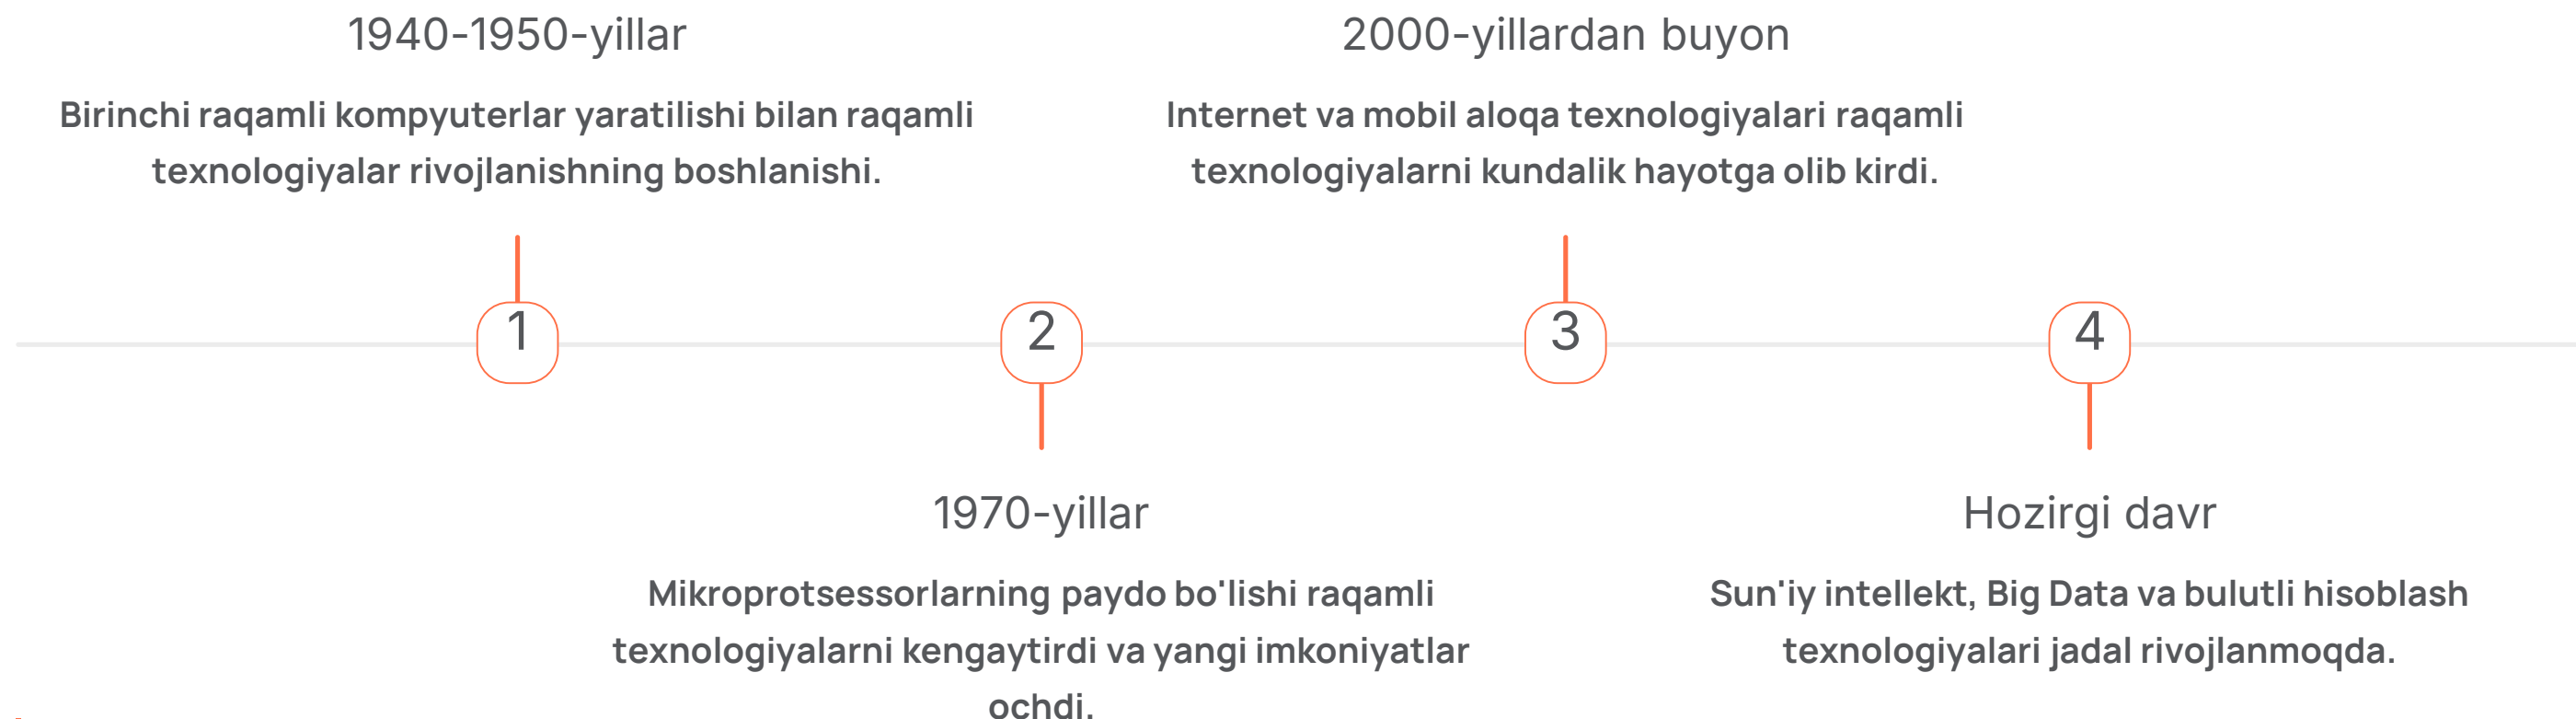 1940-1950-yillar
Birinchi raqamli kompyuterlar yaratilishi bilan raqamli
texnologiyalar rivojlanishning boshlanishi.
2000-yillardan buyon
Internet va mobil aloqa texnologiyalari raqamli
texnologiyalarni kundalik hayotga olib kirdi.
1
2
3
4
1970-yillar
Mikroprotsessorlarning paydo bo'lishi raqamli
texnologiyalarni kengaytirdi va yangi imkoniyatlar
ochdi.
Hozirgi davr
Sun'iy intellekt, Big Data va bulutli hisoblash
texnologiyalari jadal rivojlanmoqda.